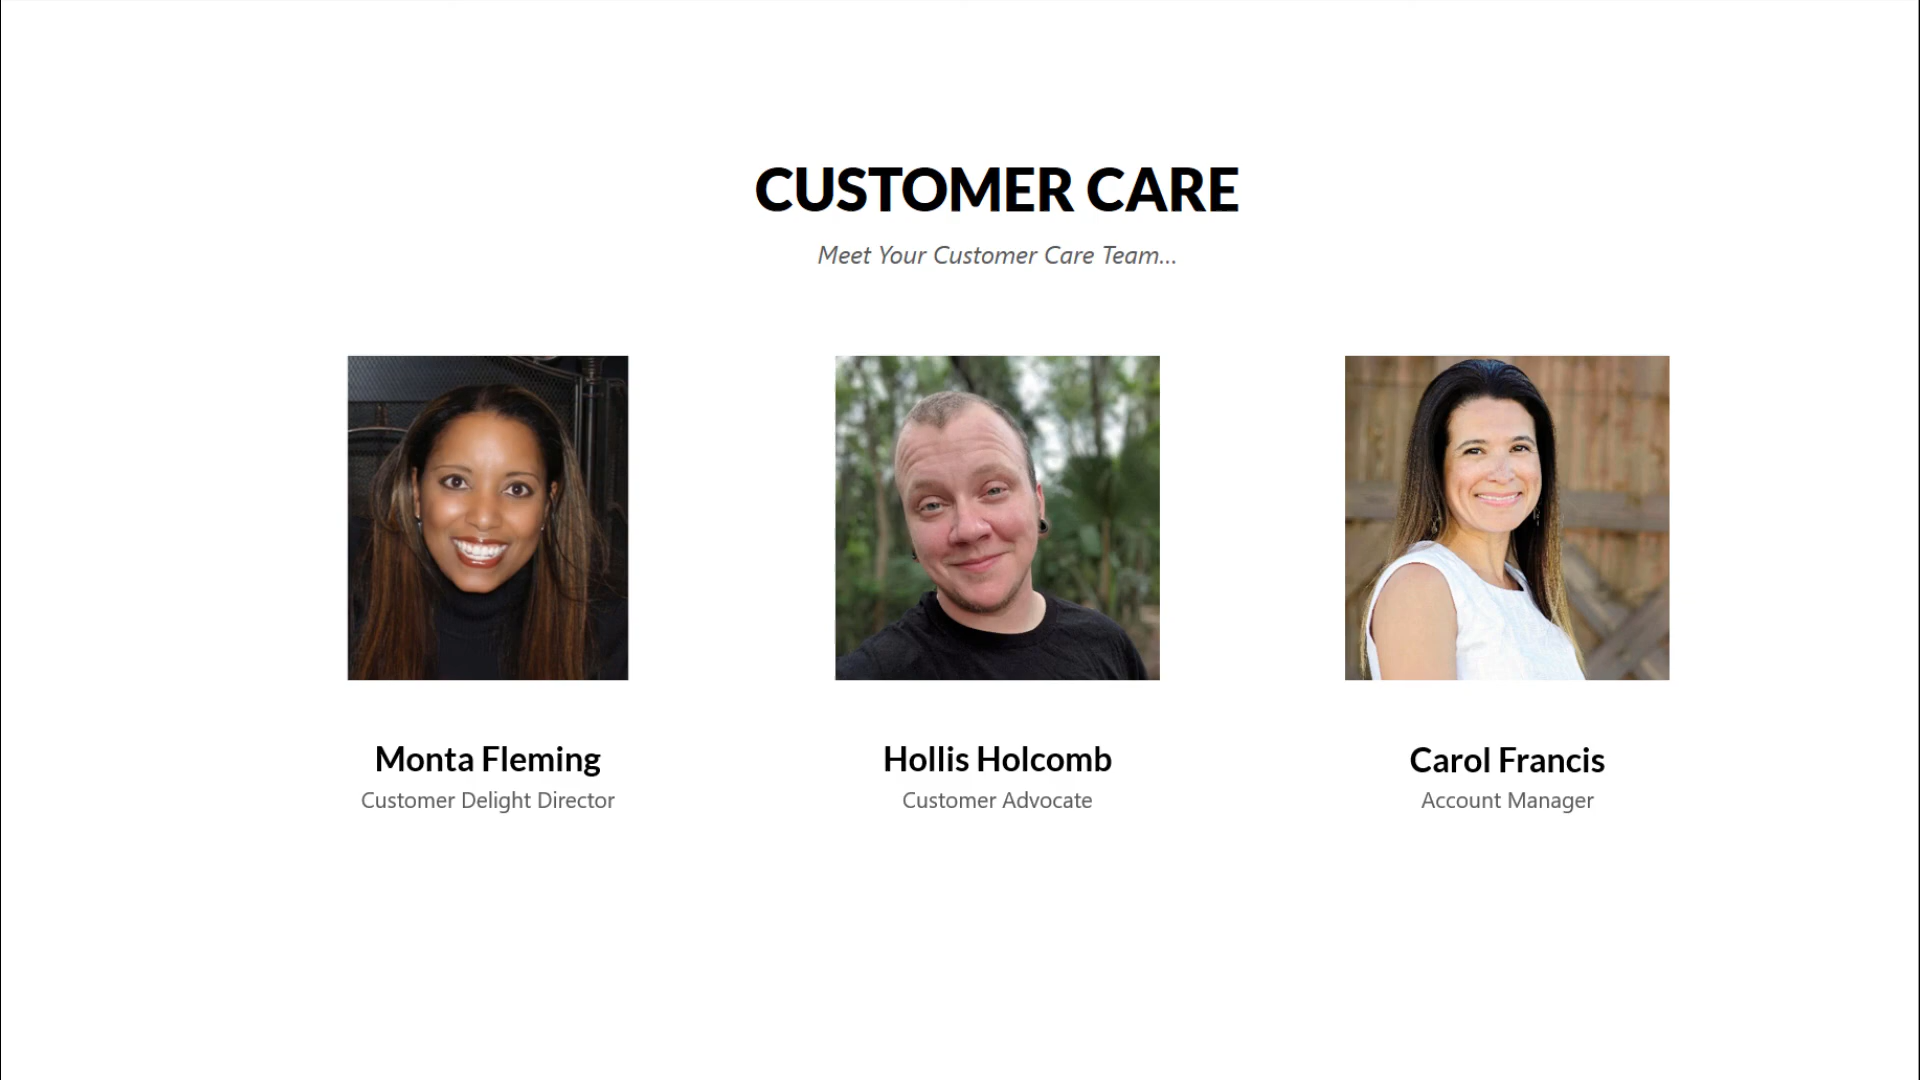 CUSTOMER CARE
Meet Your Customer Care Team...
Monta Fleming
Customer Delight Director
Hollis Holcomb
Customer Advocate
Carol Francis
Account Manager